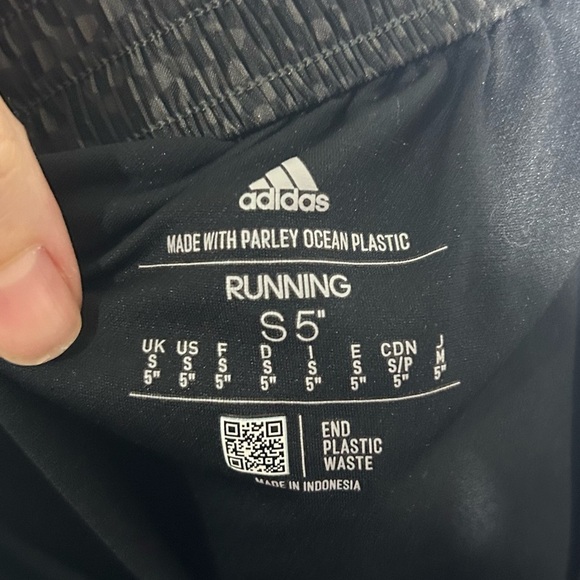 adidas
MADE WITH PARLEY OCEAN PLASTIC
RUNNING
S 5"
UK US F D I E CDN J
S S S S S S S/P M
5" 5" 5" 5" 5" 5" 5" 5"
END
PLASTIC
WASTE
MADE IN INDONESIA